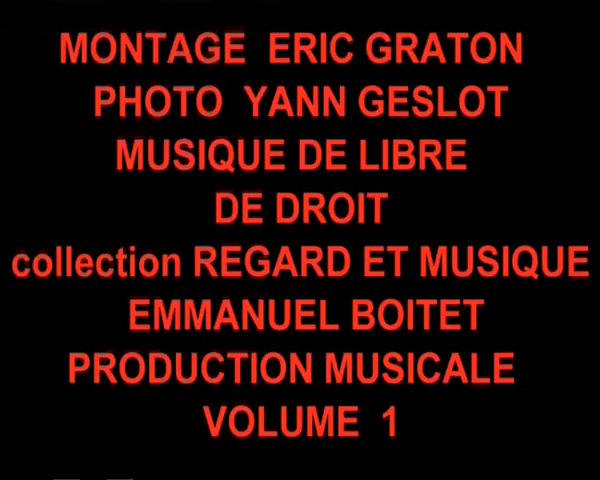 MONTAGE ERIC GRATON
PHOTO YANN GESLOT
MUSIQUE DE LIBRE
DE DROIT
collection REGARD ET MUSIQUE
EMMANUEL BOITET
PRODUCTION MUSICALE
VOLUME 1